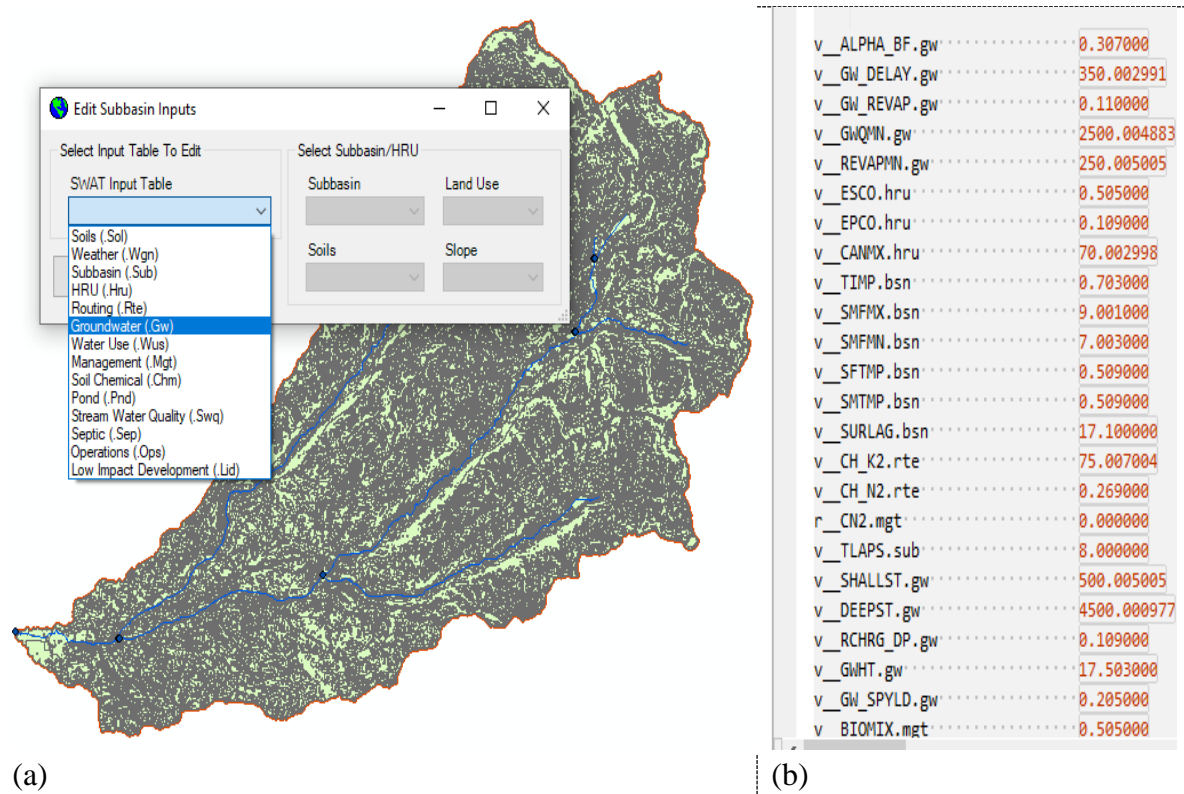 Edit Subbasin Inputs
Select Input Table To Edit
SWAT Input Table
Soils (.Sol)
Weather (.Wgn)
Subbasin (.Sub)
HRU (.Hru)
Routing (.Rte)
Groundwater (.Gw)
Water Use (.Wus)
Management (.Mgt)
Soil Chemical (.Chm)
Pond (.Pnd)
Stream Water Quality (.Swq)
Septic (.Sep)
Operations (.Ops)
Low Impact Development (.Lid)
Select Subbasin/HRU
Subbasin Land Use
Soils Slope
(a)
v__ALPHA_BF.gw 0.307000
v__GW_DELAY.gw 350.002991
v__GW_REVAP.gw 0.110000
v__GWQMN.gw 2500.004883
v__REVAPMN.gw 250.005005
v__ESCO.hru 0.505000
v__EPCO.hru 0.109000
v__CANMX.hru 70.002998
v__TIMP.bsn 0.703000
v__SMFMX.bsn 9.001000
v__SMFMN.bsn 7.003000
v__SFTMP.bsn 0.509000
v__SMTMP.bsn 0.509000
v__SURLAG.bsn 17.100000
v__CH_K2.rte 75.007004
v__CH_N2.rte 0.269000
r__CN2.mgt 0.000000
v__TLAPS.sub 8.000000
v__SHALLST.gw 500.005005
v__DEEPST.gw 4500.000977
v__RCHRG_DP.gw 0.109000
v__GWHT.gw 17.503000
v__GW_SPYLD.gw 0.205000
v__BIOMIX.mgt 0.505000
(b)